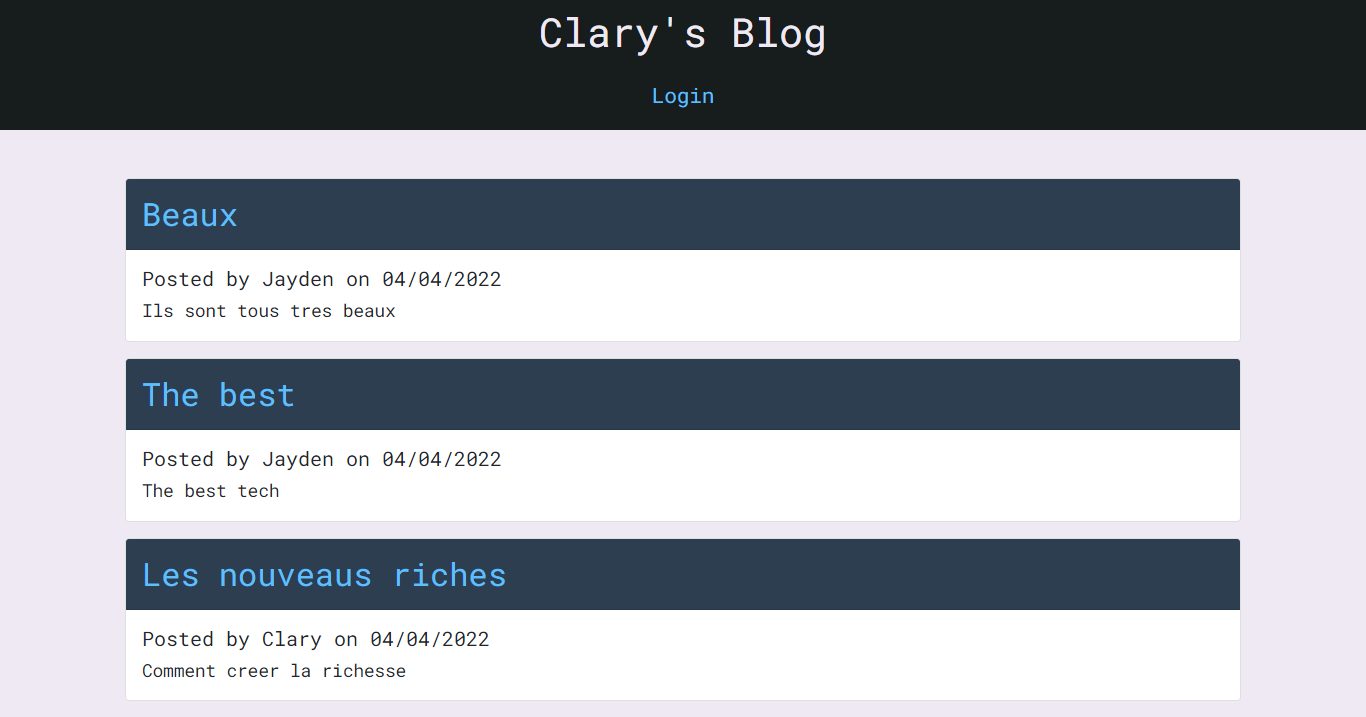 Clary's Blog
Login
Beaux
Posted by Jayden on 04/04/2022
Ils sont tous tres beaux
The best
Posted by Jayden on 04/04/2022
The best tech
Les nouveaus riches
Posted by Clary on 04/04/2022
Comment creer la richesse